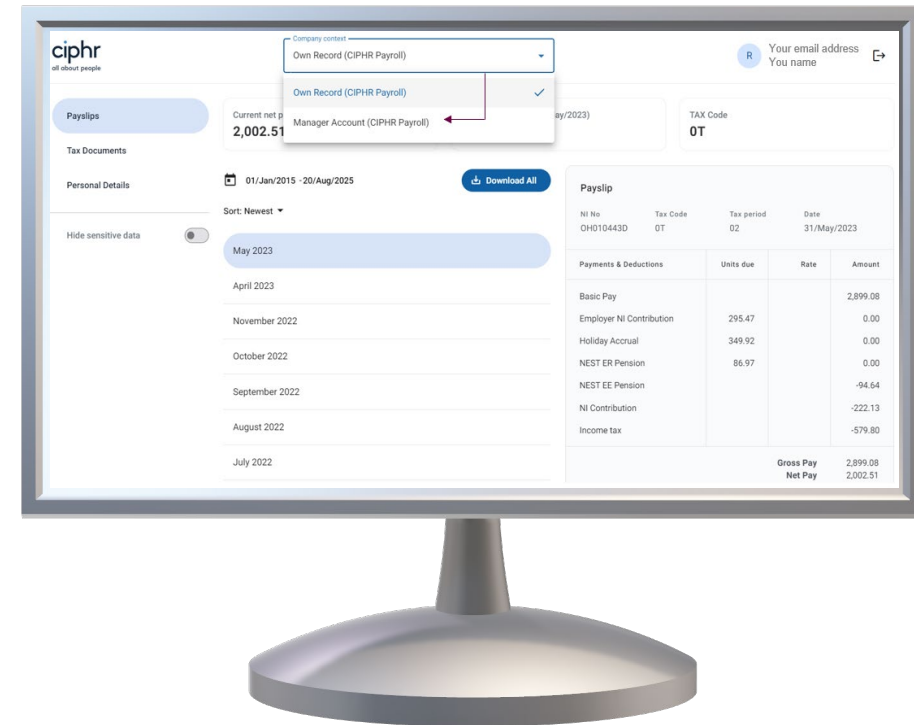 ciphr
all about people
Company context
Own Record (CIPHR Payroll)
Your email address
You name
R
Own Record (CIPHR Payroll)
Manager Account (CIPHR Payroll)
Payslips
Tax Documents
Personal Details
Hide sensitive data
Current net p
2,002.51
ay/2023)
TAX Code
0T
01/Jan/2015 - 20/Aug/2025
Download All
Sort: Newest
May 2023
April 2023
November 2022
October 2022
September 2022
August 2022
July 2022
Payslip
NI No Tax Code Tax period Date
OH010443D 0T 02 31/May/2023
Payments & Deductions Units due Rate Amount
Basic Pay 2,899.08
Employer NI Contribution 295.47 0.00
Holiday Accrual 349.92 0.00
NEST ER Pension 86.97 0.00
NEST EE Pension -94.64
NI Contribution -222.13
Income tax -579.80
Gross Pay 2,899.08
Net Pay 2,002.51